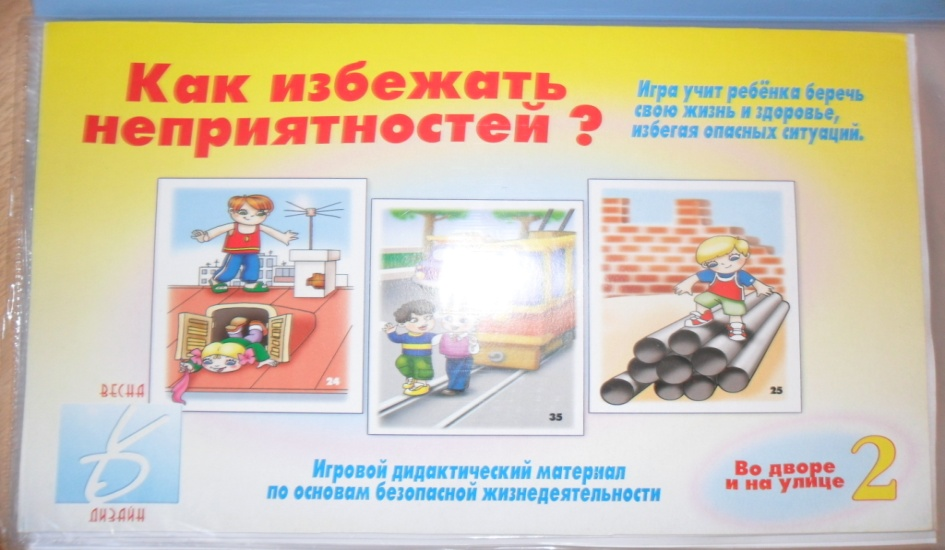 Как избежать
неприятностей ?
Игра учит ребёнка беречь
свою жизнь и здоровье,
избегая опасных ситуаций.
24
35
25
ВЕСНА
ДИЗАЙН
Игровой дидактический материал
по основам безопасной жизнедеятельности
Во дворе
и на улице
2